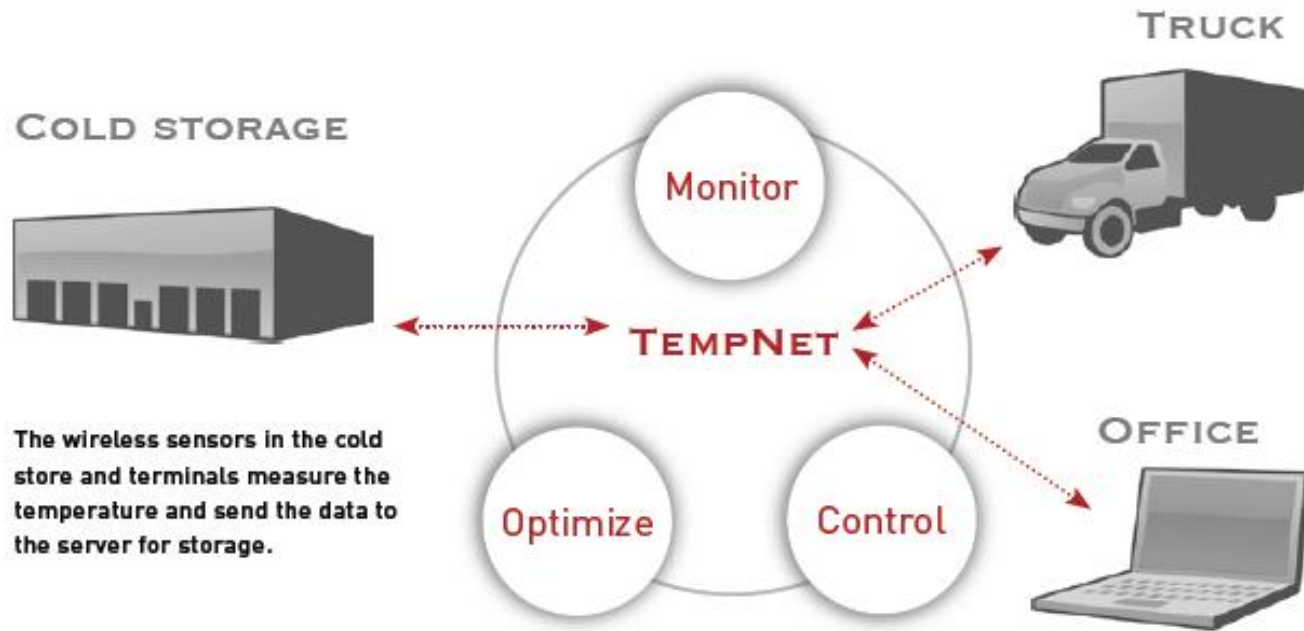 TRUCK
COLD STORAGE
Monitor
TEMPNET
The wireless sensors in the cold
store and terminals measure the
temperature and send the data to
the server for storage.
OFFICE
Optimize
Control